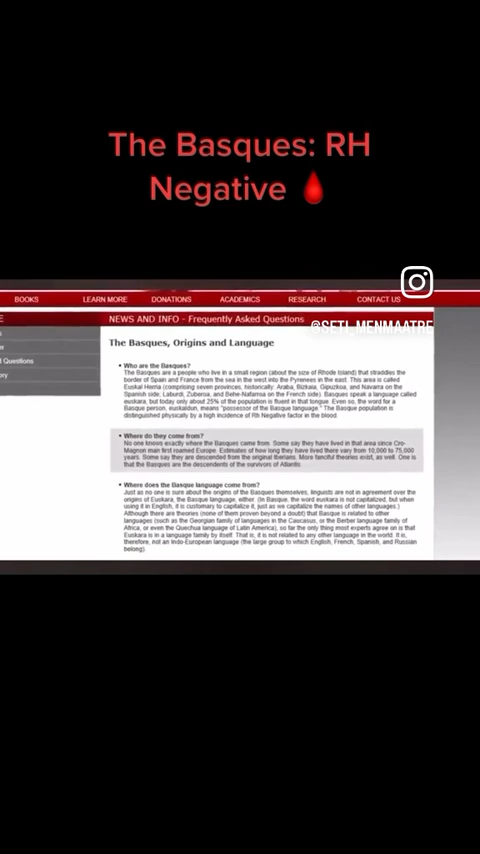 The Basques: RH
Negative
BOOKS LEARN MORE DONATIONS ACADEMICS RESEARCH CONTACT US
E NEWS AND INFO - Frequently Asked Questions
@SETI_MENMAATRE
The Basques, Origins and Language
d Questions
• Who are the Basques?
The Basques are a people who live in a small region (about the size of Rhode Island) that straddles the
border of Spain and France from the sea in the west into the Pyrenees in the east. This area is called
Euskal Herria (comprising seven provinces, historically: Araba, Bizkaia, Gipuzkoa, and Navarra on the
Spanish side; Laburdi, Zuberoa, and Behe-Nafarroa on the French side). Basques speak a language called
euskara, but today only about 25% of the population is fluent in that tongue. Even so, the word for a
Basque person, euskaldun, means "possessor of the Basque language." The Basque population is
distinguished physically by a high incidence of Rh Negative factor in the blood.
• Where do they come from?
No one knows exactly where the Basques came from. Some say they have lived in that area since Cro-
Magnon man first roamed Europe. Estimates of how long they have lived there vary from 10,000 to 75,000
years. Some say they are descended from the original Iberians. More fanciful theories exist, as well. One is
that the Basques are the descendents of the survivors of Atlantis.
• Where does the Basque language come from?
Just as no one is sure about the origins of the Basques themselves, linguists are not in agreement over the
origins of Euskara, the Basque language, either. (In Basque, the word euskara is not capitalized, but when
using it in English, it is customary to capitalize it, just as we capitalize the names of other languages.)
Although there are theories (none of them proven beyond a doubt) that Basque is related to other
languages (such as the Georgian family of languages in the Caucasus, or the Berber language family of
Africa, or even the Quechua language of Latin America), so far the only thing most experts agree on is that
Euskara is in a language family by itself. That is, it is not related to any other language in the world. It is,
therefore, not an Indo-European language (the large group to which English, French, Spanish, and Russian
belong).